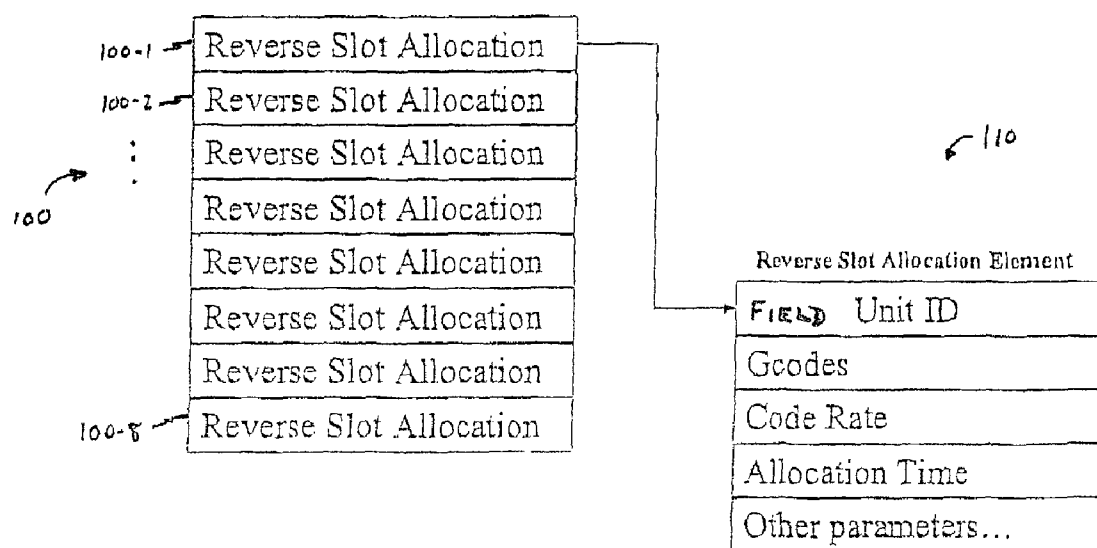 100-1 Reverse Slot Allocation
100-2 Reverse Slot Allocation
Reverse Slot Allocation
100
Reverse Slot Allocation
Reverse Slot Allocation
Reverse Slot Allocation
Reverse Slot Allocation
100-8 Reverse Slot Allocation
110
Reverse Slot Allocation Element
FIELD Unit ID
Gcodes
Code Rate
Allocation Time
Other parameters...